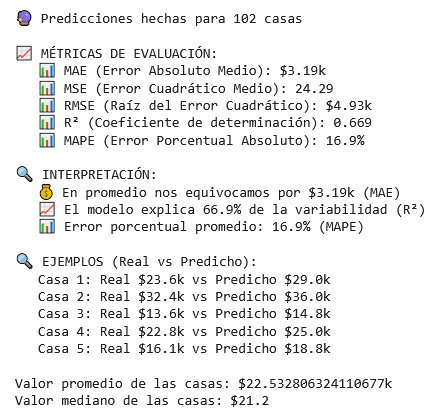 🔮 Predicciones hechas para 102 casas
📈 MÉTRICAS DE EVALUACIÓN:
📊 MAE (Error Absoluto Medio): $3.19k
📊 MSE (Error Cuadrático Medio): 24.29
📊 RMSE (Raíz del Error Cuadrático): $4.93k
📊 R² (Coeficiente de determinación): 0.669
📊 MAPE (Error Porcentual Absoluto): 16.9%
🔍 INTERPRETACIÓN:
💰 En promedio nos equivocamos por $3.19k (MAE)
📈 El modelo explica 66.9% de la variabilidad (R²)
📊 Error porcentual promedio: 16.9% (MAPE)
🔍 EJEMPLOS (Real vs Predicho):
Casa 1: Real $23.6k vs Predicho $29.0k
Casa 2: Real $32.4k vs Predicho $36.0k
Casa 3: Real $13.6k vs Predicho $14.8k
Casa 4: Real $22.8k vs Predicho $25.0k
Casa 5: Real $16.1k vs Predicho $18.8k
Valor promedio de las casas: $22.532806324110677k
Valor mediano de las casas: $21.2